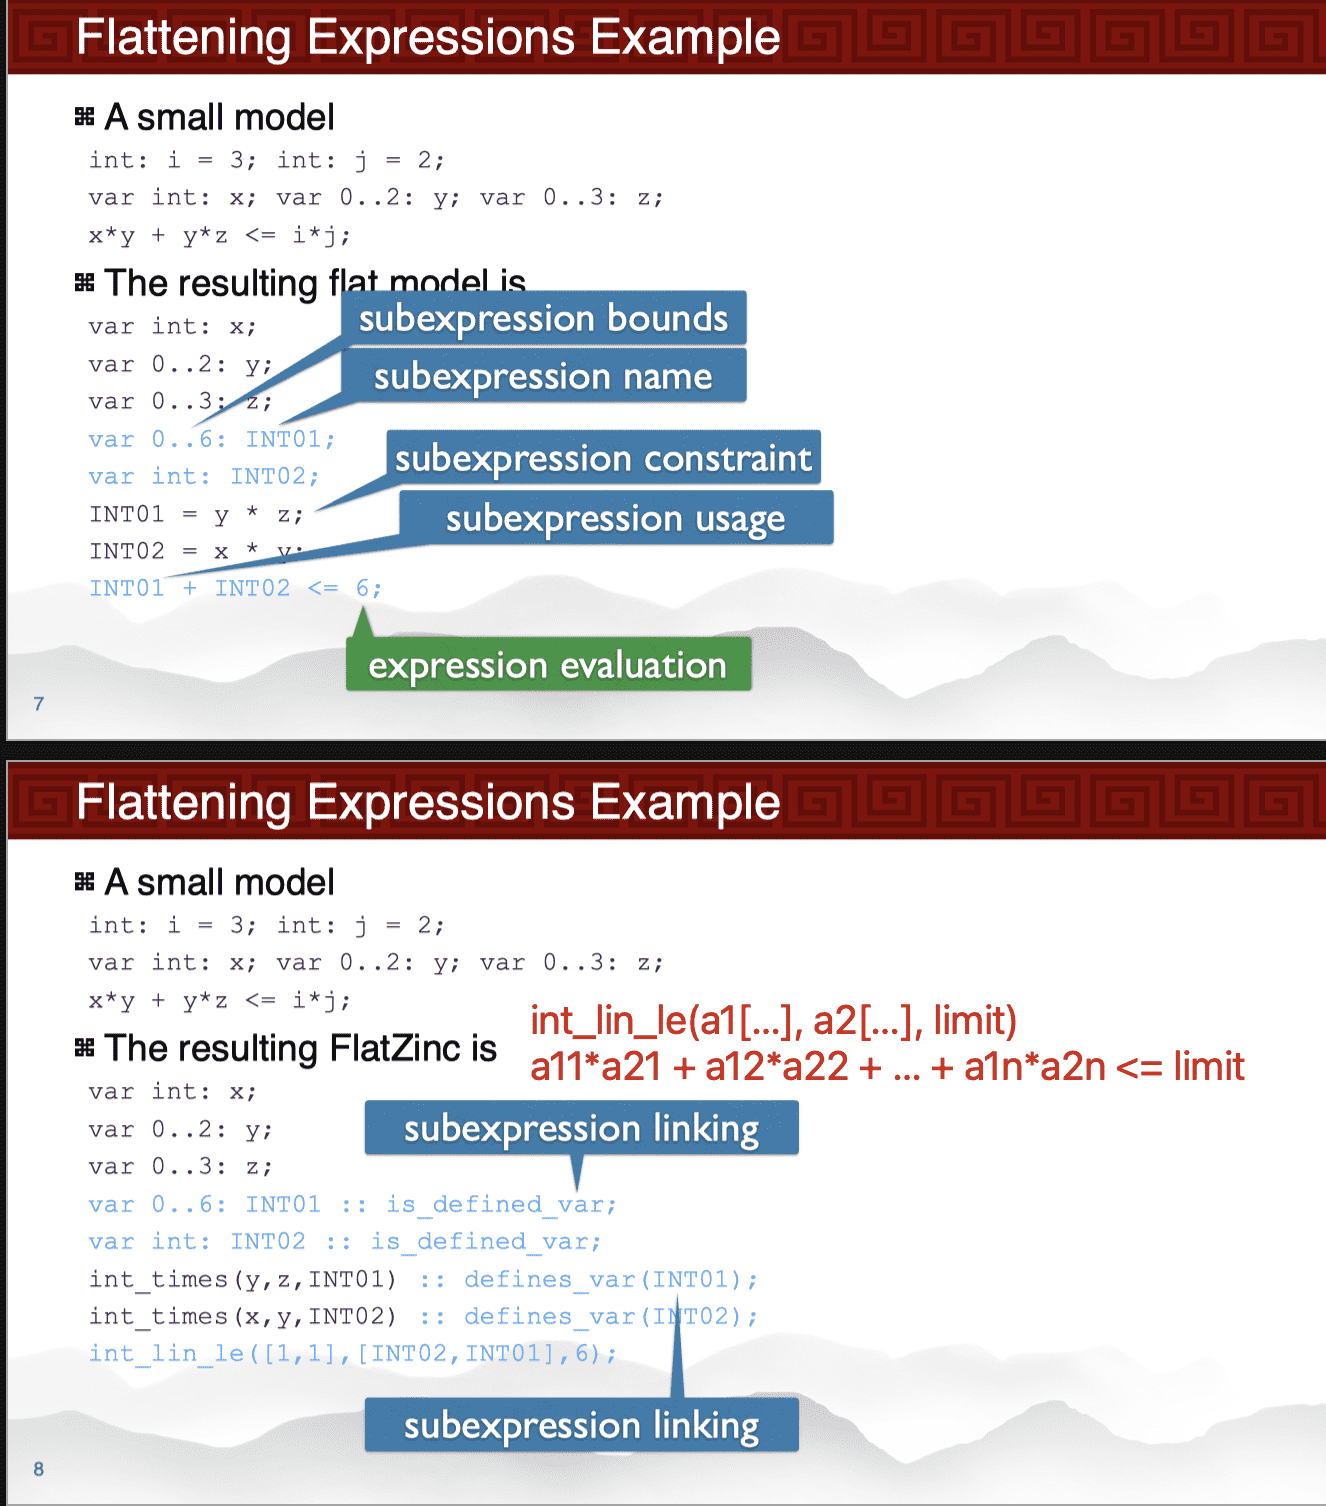 Flattening Expressions Example
⌘ A small model
int: i = 3; int: j = 2;
var int: x; var 0..2: y; var 0..3: z;
x*y + y*z <= i*j;
⌘ The resulting flat model is
subexpression bounds
var int: x;
var 0..2: y;
subexpression name
var 0..3: z;
var 0..6: INT01;
subexpression constraint
var int: INT02;
INT01 = y * z;
subexpression usage
INT02 = x * y;
INT01 + INT02 <= 6;
expression evaluation
7
Flattening Expressions Example
⌘ A small model
int: i = 3; int: j = 2;
var int: x; var 0..2: y; var 0..3: z;
x*y + y*z <= i*j;
int_lin_le(a1[...], a2[...], limit)
⌘ The resulting FlatZinc is
a11*a21 + a12*a22 + ... + a1n*a2n <= limit
var int: x;
var 0..2: y;
subexpression linking
var 0..3: z;
var 0..6: INT01 :: is_defined_var;
var int: INT02 :: is_defined_var;
int_times(y,z,INT01) :: defines_var(INT01);
int_times(x,y,INT02) :: defines_var(INT02);
int_lin_le([1,1],[INT02,INT01],6);
subexpression linking
8